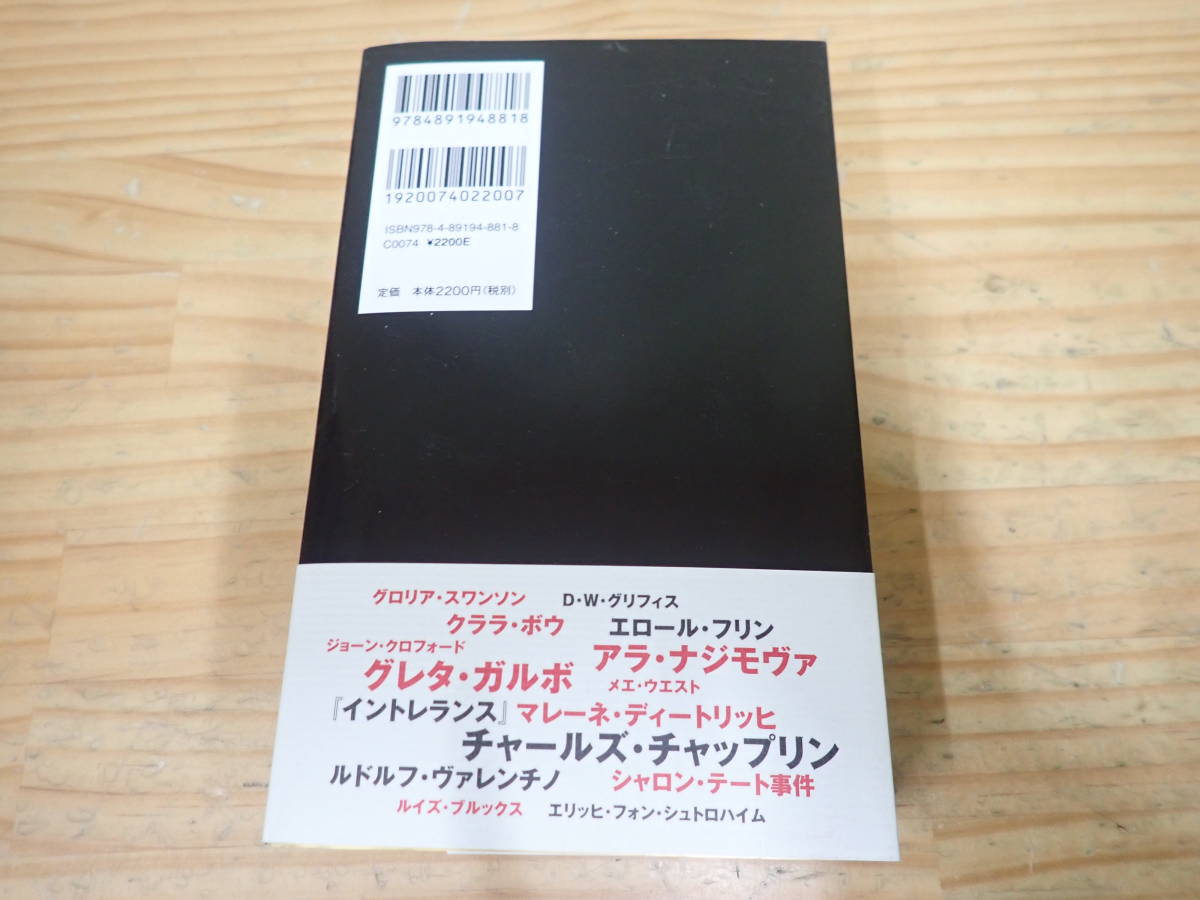 9784891948818
1920074022007
ISBN978-4-89194-881-8
C0074 ¥2200E
定価 本体2200円(税別)
グロリア・スワンソン D・W・グリフィス
クララ・ボウ エロール・フリン
ジョーン・クロフォード アラ・ナジモヴァ
グレタ・ガルボ メエ・ウエスト
『イントレランス』 マレーネ・ディートリッヒ
チャールズ・チャップリン
ルドルフ・ヴァレンチノ シャロン・テート事件
ルイズ・ブルックス エリッヒ・フォン・シュトロハイム